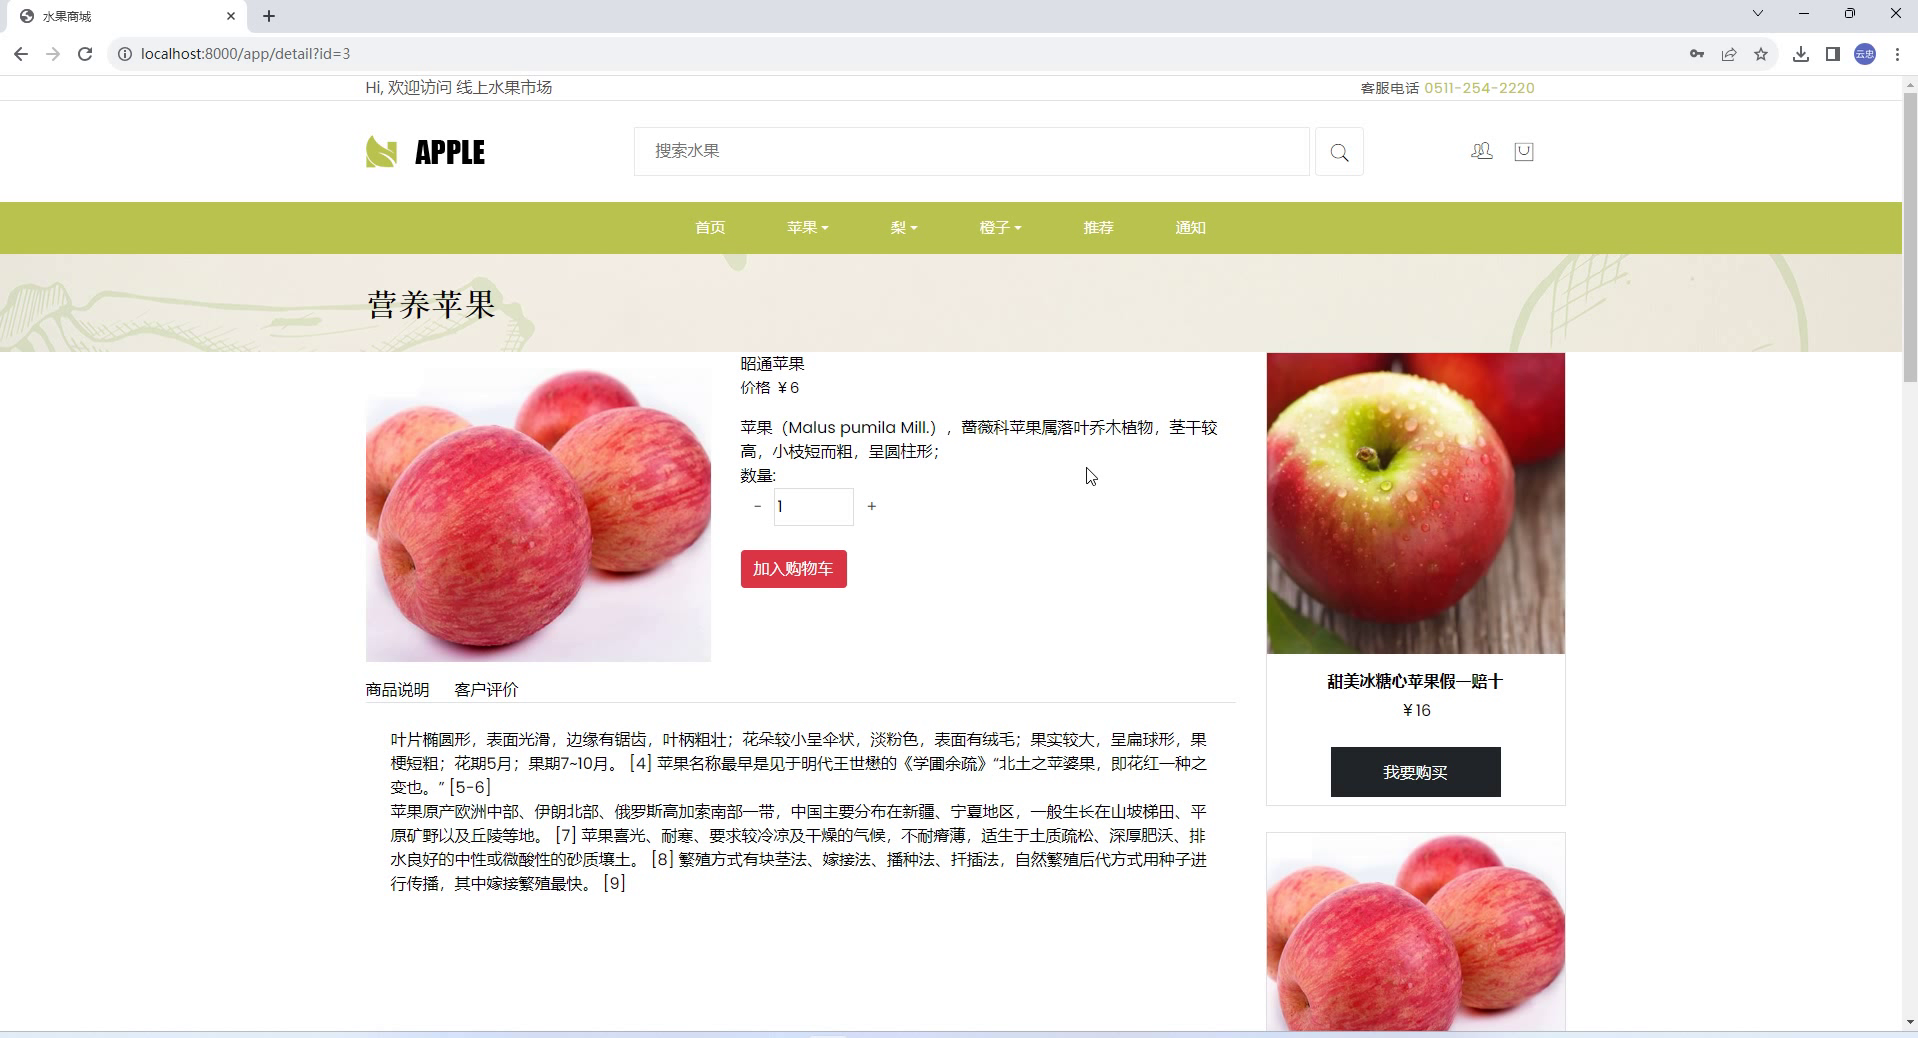 水果商城
localhost:8000/app/detail?id=3
云忠
Hi, 欢迎访问 线上水果市场
客服电话 0511-254-2220
APPLE
搜索水果
首页 苹果 梨 橙子 推荐 通知
营养苹果
昭通苹果
价格 ￥6
苹果（Malus pumila Mill.），蔷薇科苹果属落叶乔木植物，茎干较
高，小枝短而粗，呈圆柱形；
数量:
- 1 +
加入购物车
商品说明 客户评价
叶片椭圆形，表面光滑，边缘有锯齿，叶柄粗壮；花朵较小呈伞状，淡粉色，表面有绒毛；果实较大，呈扁球形，果
梗短粗；花期5月；果期7~10月。 [4] 苹果名称最早是见于明代王世懋的《学圃余疏》“北土之苹婆果，即花红一种之
变也。” [5-6]
苹果原产欧洲中部、伊朗北部、俄罗斯高加索南部一带，中国主要分布在新疆、宁夏地区，一般生长在山坡梯田、平
原矿野以及丘陵等地。 [7] 苹果喜光、耐寒、要求较冷凉及干燥的气候，不耐瘠薄，适生于土质疏松、深厚肥沃、排
水良好的中性或微酸性的砂质壤土。 [8] 繁殖方式有块茎法、嫁接法、播种法、扦插法，自然繁殖后代方式用种子进
行传播，其中嫁接繁殖最快。 [9]
甜美冰糖心苹果假一赔十
￥16
我要购买